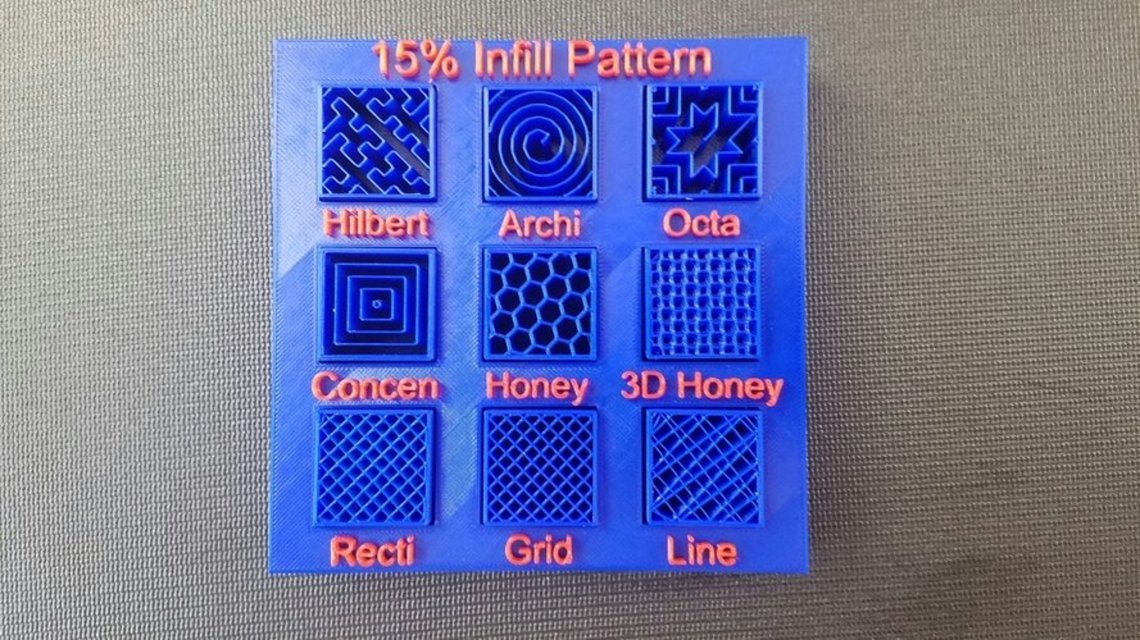 15% Infill Pattern
Hilbert Archi Octa
Concen Honey 3D Honey
Recti Grid Line